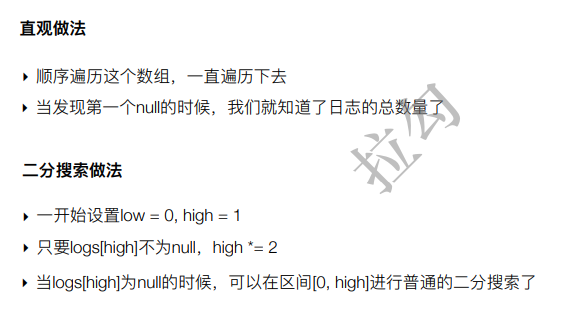 直观做法
顺序遍历这个数组，一直遍历下去
当发现第一个null的时候，我们就知道了日志的总数量了
拉勾
二分搜索做法
一开始设置low = 0, high = 1
只要logs[high]不为null，high *= 2
当logs[high]为null的时候，可以在区间[0, high]进行普通的二分搜索了